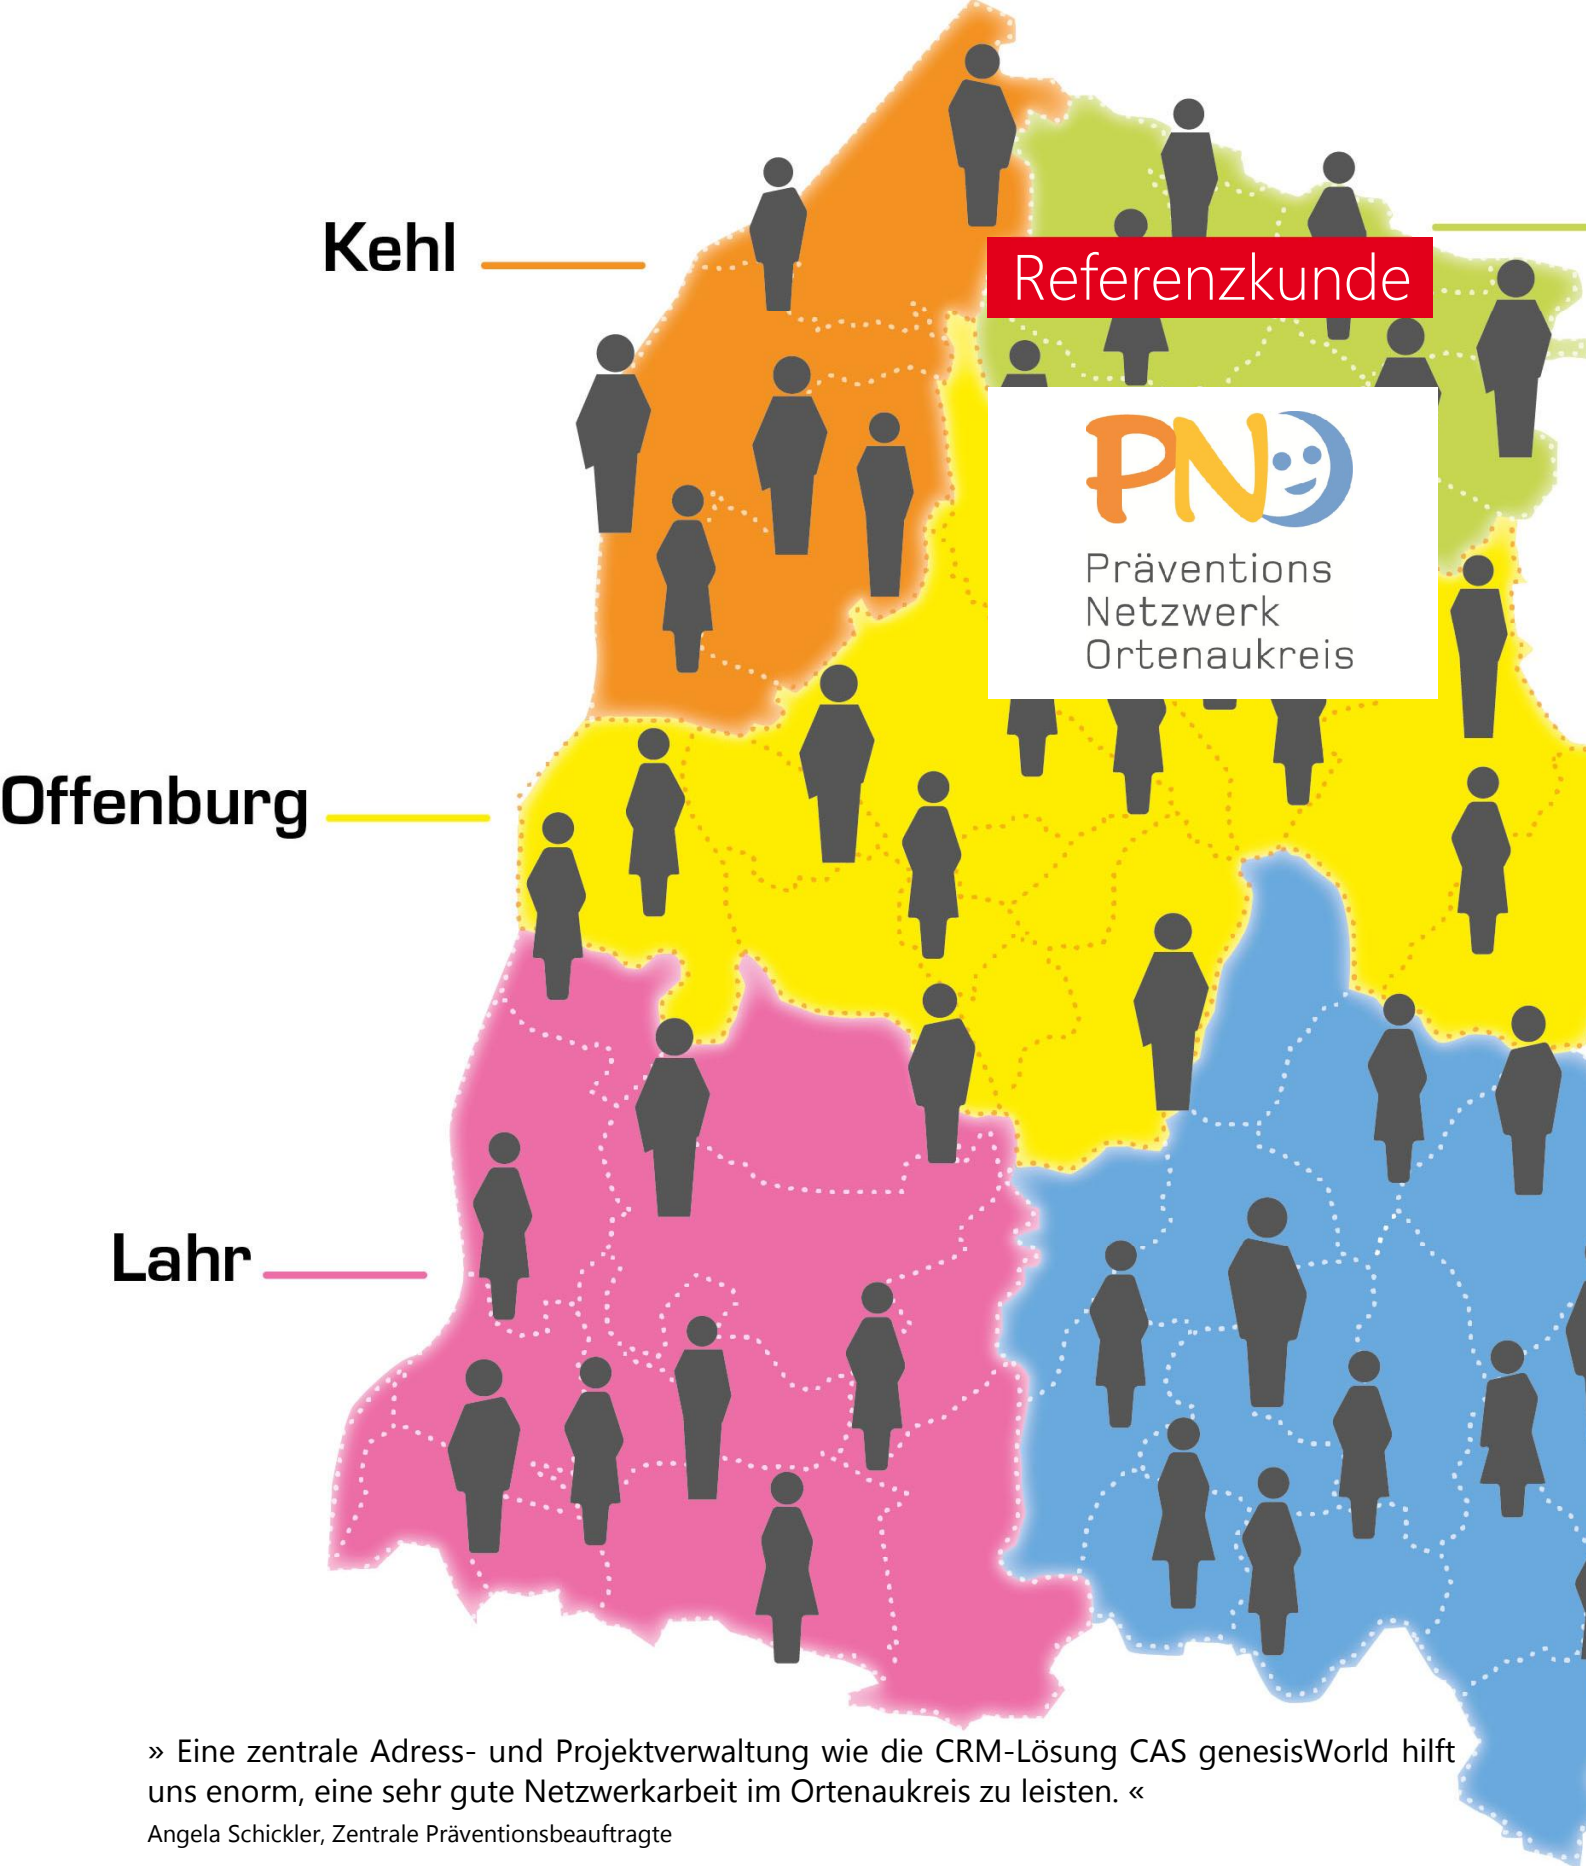 Kehl
Referenzkunde
PNO
Präventions
Netzwerk
Ortenaukreis
Offenburg
Lahr
» Eine zentrale Adress- und Projektverwaltung wie die CRM-Lösung CAS genesisWorld hilft
uns enorm, eine sehr gute Netzwerkarbeit im Ortenaukreis zu leisten. «
Angela Schickler, Zentrale Präventionsbeauftragte